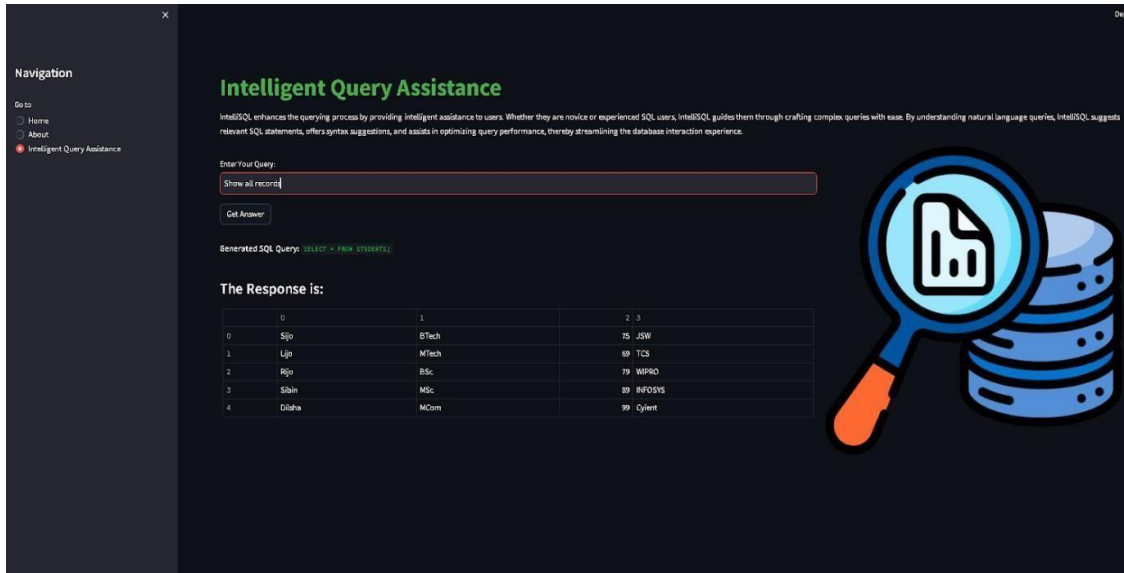 ×
De
Navigation
Go to
Home
About
Intelligent Query Assistance
Intelligent Query Assistance
IntelliSQL enhances the querying process by providing intelligent assistance to users. Whether they are novice or experienced SQL users, IntelliSQL guides them through crafting complex queries with ease. By understanding natural language queries, IntelliSQL suggests
relevant SQL statements, offers syntax suggestions, and assists in optimizing query performance, thereby streamlining the database interaction experience.
Enter Your Query:
Show all records
Get Answer
Generated SQL Query: SELECT * FROM STUDENTS;
The Response is:
0 1 2 3
0 Sijo BTech 75 JSW
1 Lijo MTech 69 TCS
2 Rijo BSc 79 WIPRO
3 Sibin MSc 89 INFOSYS
4 Dilsha MCom 99 Cyient